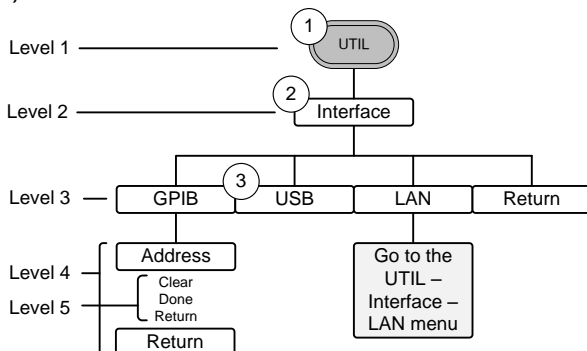 1
UTIL
Level 1
2
Interface
Level 2
3
Level 3
GPIB
USB
LAN
Return
Level 4
Address
Level 5
Clear
Done
Return
Return
Go to the
UTIL –
Interface –
LAN menu